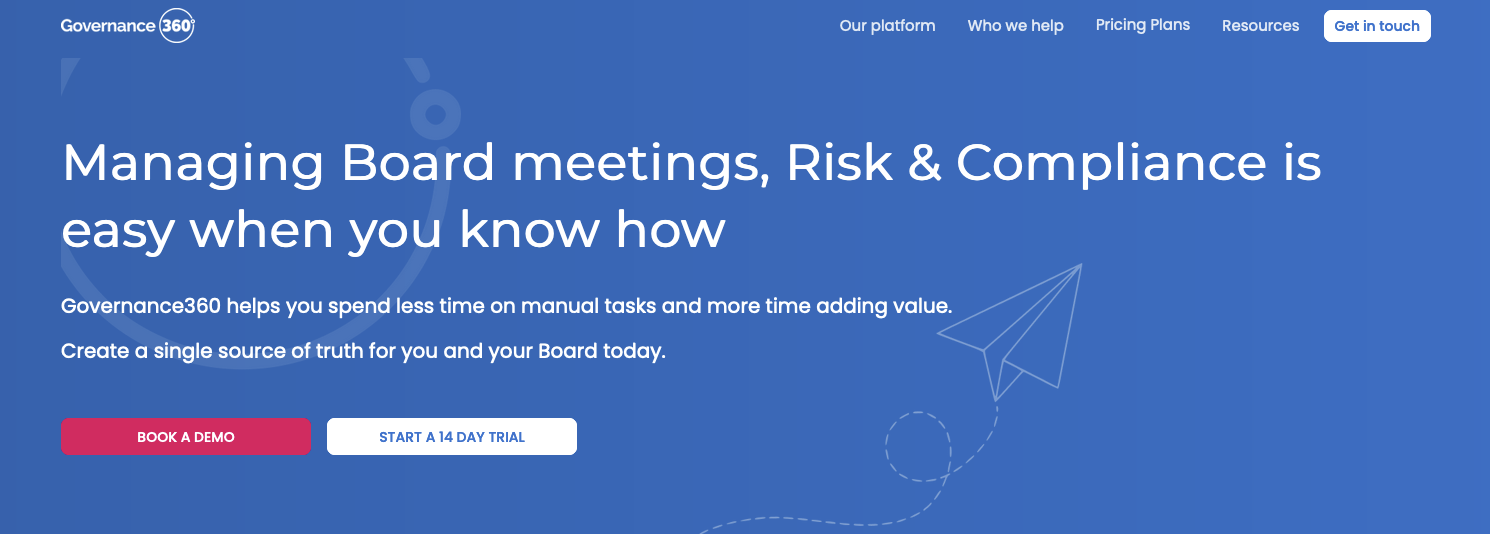 Governance 360°
Our platform
Who we help
Pricing Plans
Resources
Get in touch
Managing Board meetings, Risk & Compliance is
easy when you know how
Governance360 helps you spend less time on manual tasks and more time adding value.
Create a single source of truth for you and your Board today.
BOOK A DEMO
START A 14 DAY TRIAL